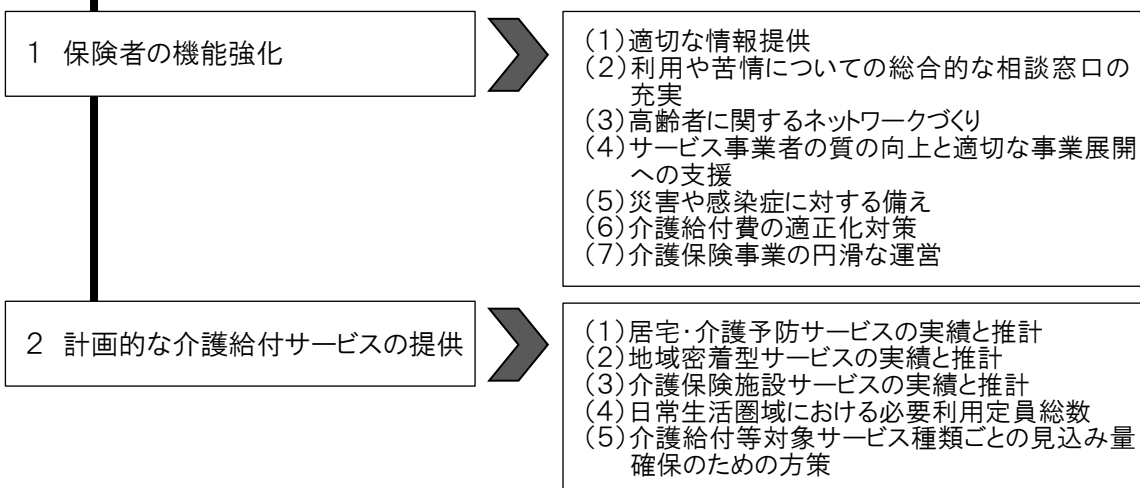 1 保険者の機能強化
(1)適切な情報提供
(2)利用や苦情についての総合的な相談窓口の
充実
(3)高齢者に関するネットワークづくり
(4)サービス事業者の質の向上と適切な事業展開
への支援
(5)災害や感染症に対する備え
(6)介護給付費の適正化対策
(7)介護保険事業の円滑な運営
2 計画的な介護給付サービスの提供
(1)居宅・介護予防サービスの実績と推計
(2)地域密着型サービスの実績と推計
(3)介護保険施設サービスの実績と推計
(4)日常生活圏域における必要利用定員総数
(5)介護給付等対象サービス種類ごとの見込み量
確保のための方策